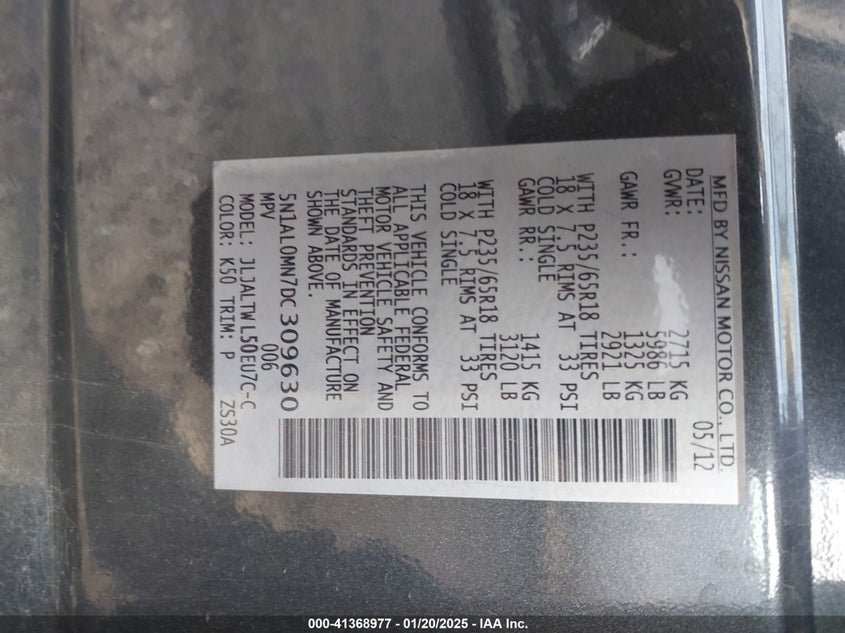 MFD BY NISSAN MOTOR CO., LTD.
DATE: 05/12
GVWR: 2715 KG
5986 LB
GAWR FR.: 1325 KG
2921 LB
WITH P235/65R18 TIRES
18 X 7.5 RIMS AT 33 PSI
COLD SINGLE
GAWR RR.: 1415 KG
3120 LB
WITH P235/65R18 TIRES
18 X 7.5 RIMS AT 33 PSI
COLD SINGLE
THIS VEHICLE CONFORMS TO
ALL APPLICABLE FEDERAL
MOTOR VEHICLE SAFETY AND
THEFT PREVENTION
STANDARDS IN EFFECT ON
THE DATE OF MANUFACTURE
SHOWN ABOVE.
5N1AL0MN7DC309630
MPV 006
MODEL: JLJALTWL50EU7C-C
COLOR: K50 TRIM: P ZS30A
000-41368977 - 01/20/2025 - IAA Inc.